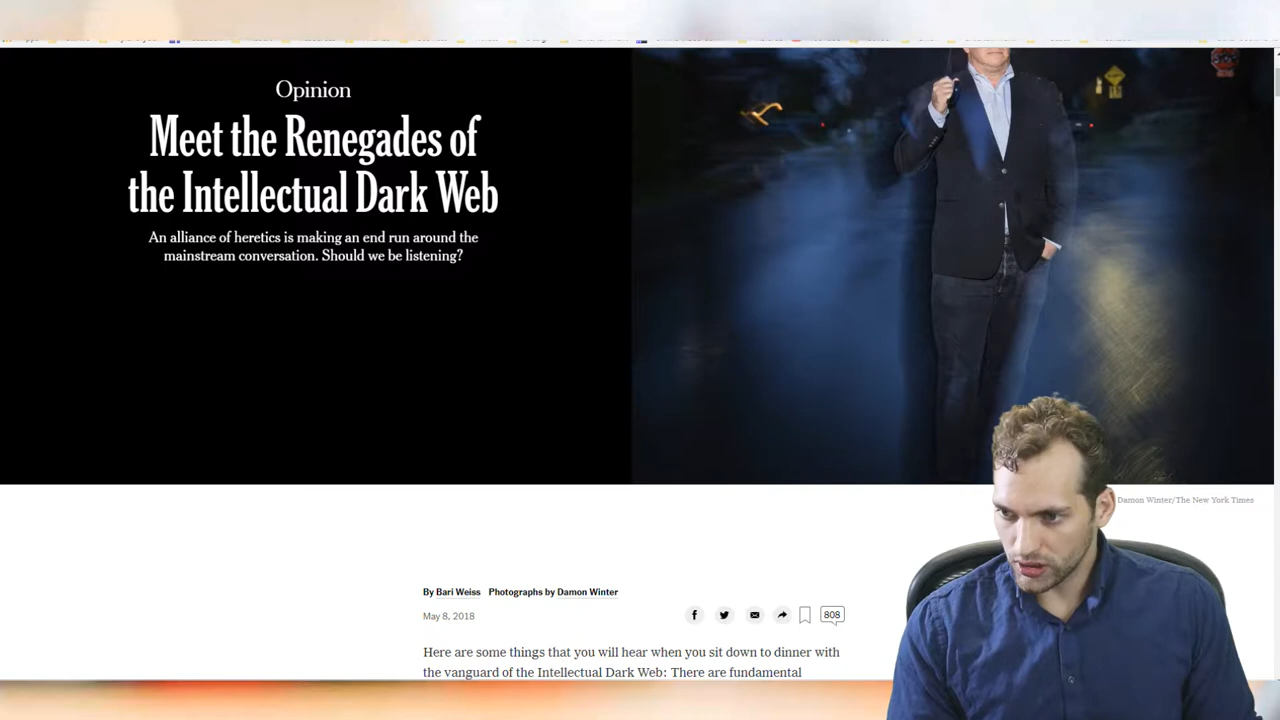 Opinion
Meet the Renegades of
the Intellectual Dark Web
An alliance of heretics is making an end run around the
mainstream conversation. Should we be listening?
Damon Winter/The New York Times
By Bari Weiss Photographs by Damon Winter
May 8, 2018
808
Here are some things that you will hear when you sit down to dinner with
the vanguard of the Intellectual Dark Web: There are fundamental